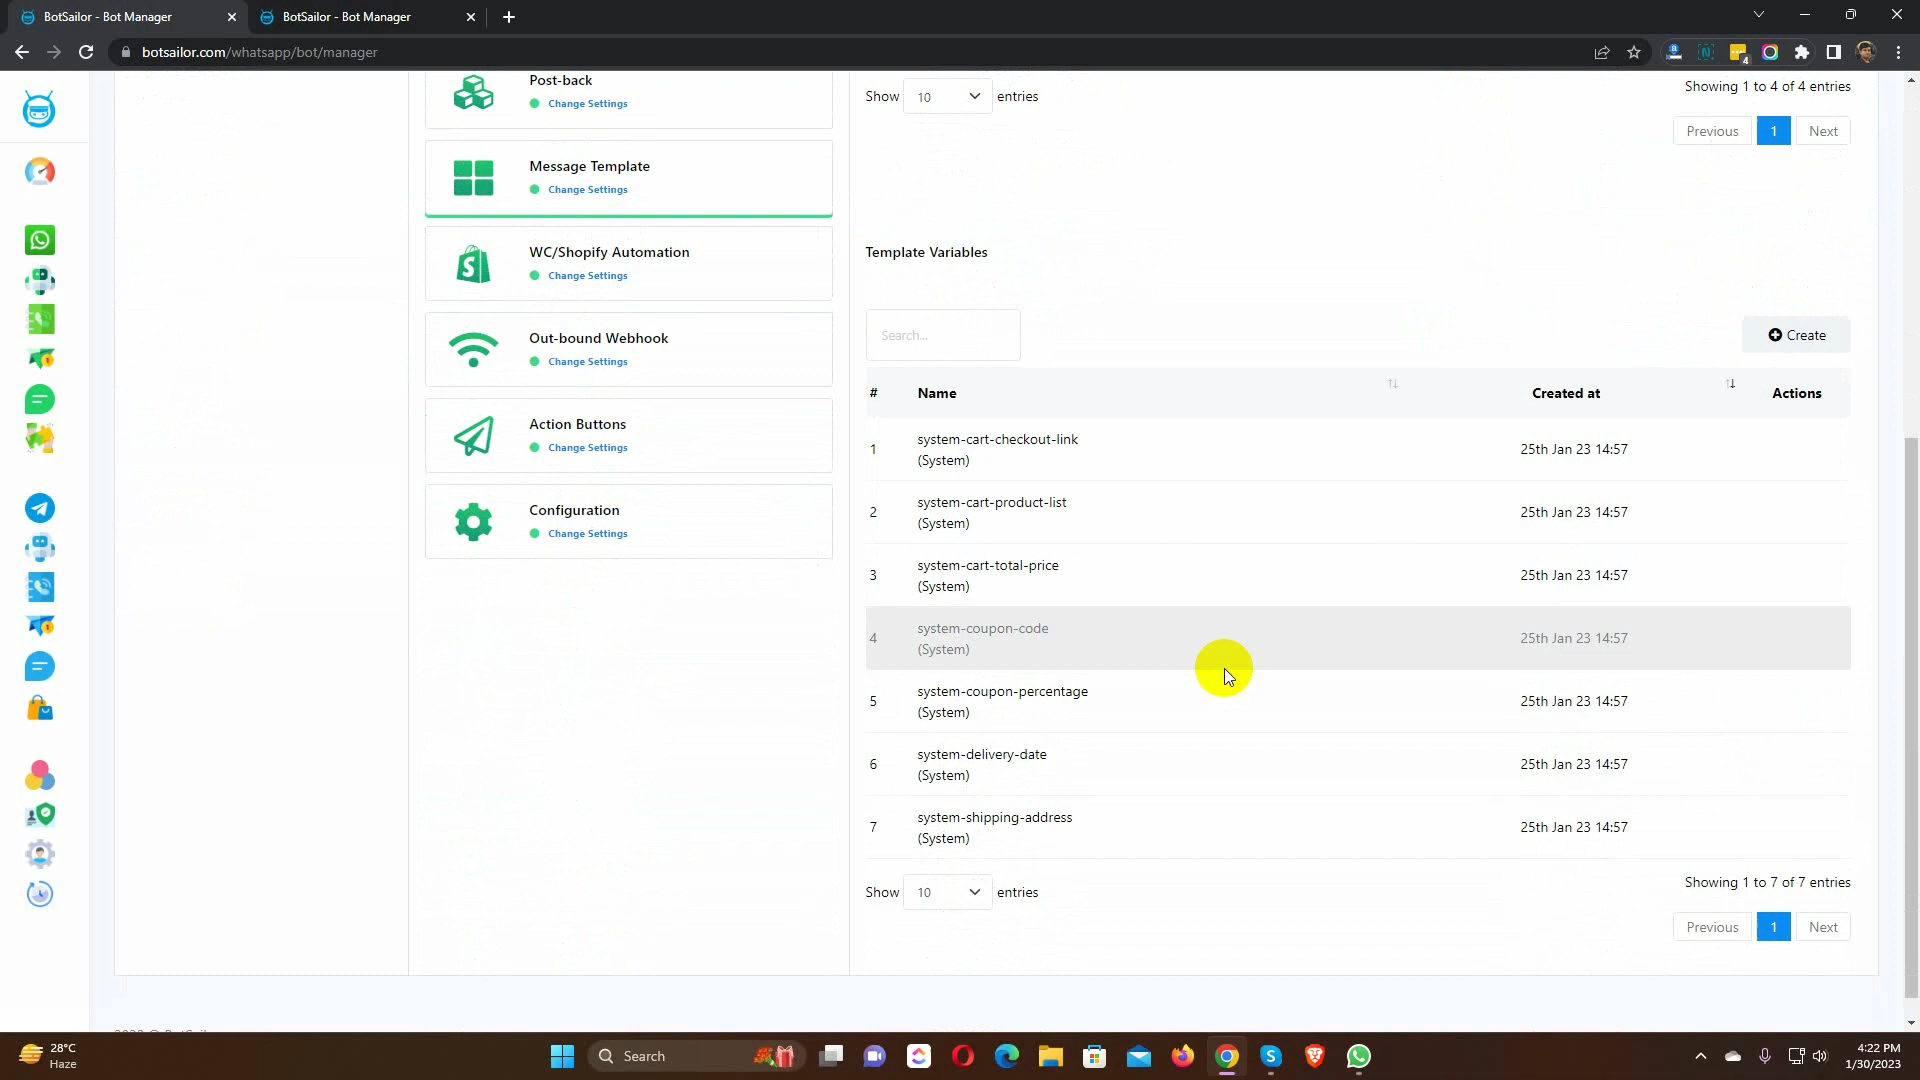 BotSailor - Bot Manager
BotSailor - Bot Manager
botsailor.com/whatsapp/bot/manager
4
Post-back
Change Settings
Message Template
Change Settings
WC/Shopify Automation
Change Settings
Out-bound Webhook
Change Settings
Action Buttons
Change Settings
Configuration
Change Settings
Show 10 entries
Showing 1 to 4 of 4 entries
Previous 1 Next
Template Variables
Search...
Create
# Name Created at Actions
1 system-cart-checkout-link 25th Jan 23 14:57
(System)
2 system-cart-product-list 25th Jan 23 14:57
(System)
3 system-cart-total-price 25th Jan 23 14:57
(System)
4 system-coupon-code 25th Jan 23 14:57
(System)
5 system-coupon-percentage 25th Jan 23 14:57
(System)
6 system-delivery-date 25th Jan 23 14:57
(System)
7 system-shipping-address 25th Jan 23 14:57
(System)
Show 10 entries
Showing 1 to 7 of 7 entries
Previous 1 Next
28°C
Haze
Search
4:22 PM
1/30/2023